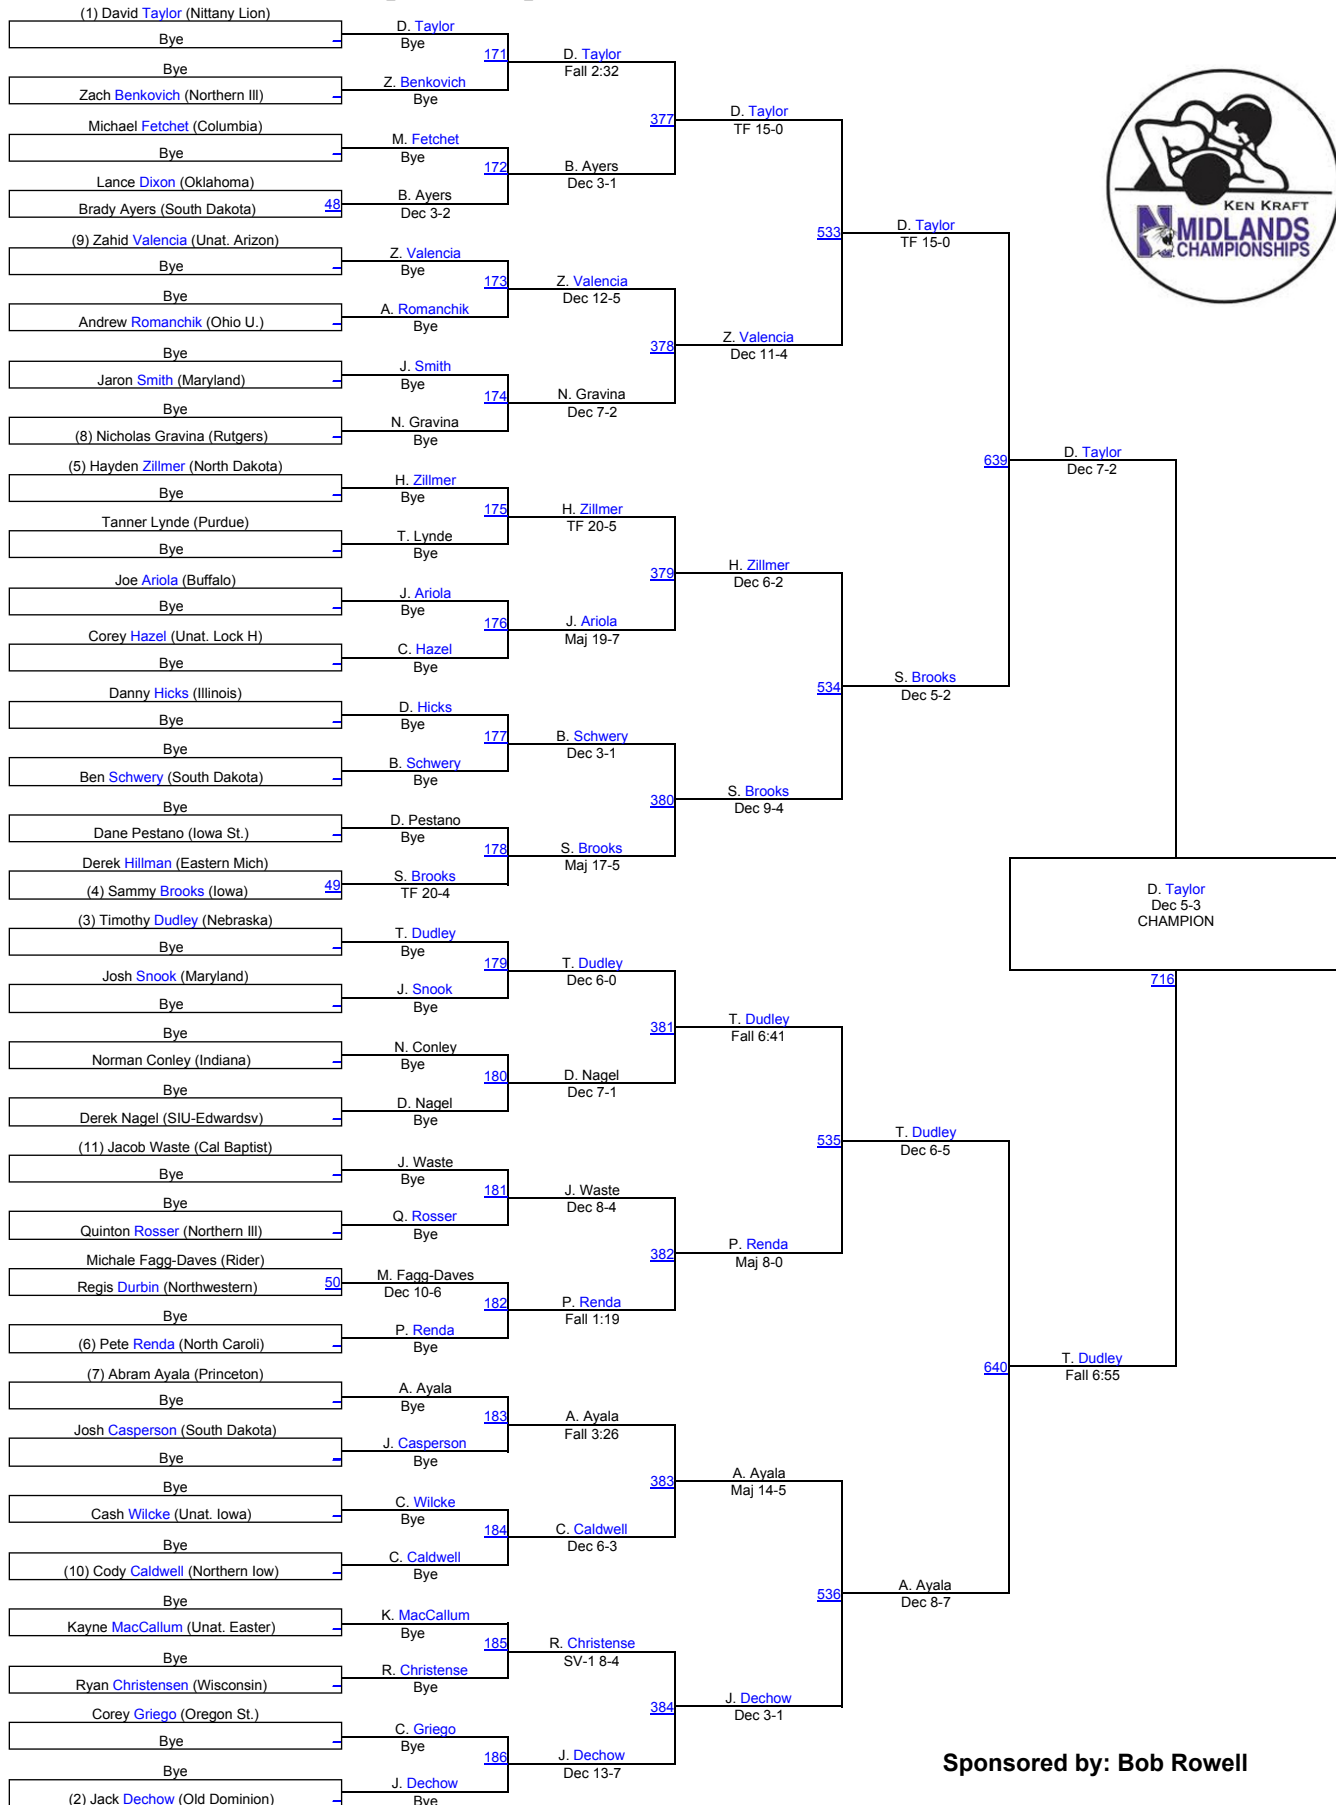 (1) David Taylor (Nittany Lion)
Bye
Bye
Zach Benkovich (Northern Ill)
Michael Fetchet (Columbia)
Bye
Lance Dixon (Oklahoma)
Brady Ayers (South Dakota)
48
(9) Zahid Valencia (Unat. Arizon)
Bye
Bye
Andrew Romanchik (Ohio U.)
Bye
Jaron Smith (Maryland)
Bye
(8) Nicholas Gravina (Rutgers)
(5) Hayden Zillmer (North Dakota)
Bye
Tanner Lynde (Purdue)
Bye
Joe Ariola (Buffalo)
Bye
Corey Hazel (Unat. Lock H)
Bye
Danny Hicks (Illinois)
Bye
Bye
Ben Schwery (South Dakota)
Bye
Dane Pestano (Iowa St.)
Derek Hillman (Eastern Mich)
(4) Sammy Brooks (Iowa)
49
(3) Timothy Dudley (Nebraska)
Bye
Josh Snook (Maryland)
Bye
Bye
Norman Conley (Indiana)
Bye
Derek Nagel (SIU-Edwardsv)
(11) Jacob Waste (Cal Baptist)
Bye
Bye
Quinton Rosser (Northern Ill)
Michale Fagg-Daves (Rider)
Regis Durbin (Northwestern)
50
Bye
(6) Pete Renda (North Caroli)
(7) Abram Ayala (Princeton)
Bye
Josh Casperson (South Dakota)
Bye
Bye
Cash Wilcke (Unat. Iowa)
Bye
(10) Cody Caldwell (Northern Iow)
Bye
Kayne MacCallum (Unat. Easter)
Bye
Ryan Christensen (Wisconsin)
Corey Griego (Oregon St.)
Bye
Bye
(2) Jack Dechow (Old Dominion)
D. Taylor
Bye
171
Z. Benkovich
Bye
M. Fetchet
Bye
172
B. Ayers
Dec 3-2
Z. Valencia
Bye
173
A. Romanchik
Bye
J. Smith
Bye
174
N. Gravina
Bye
H. Zillmer
Bye
175
T. Lynde
Bye
J. Ariola
Bye
176
C. Hazel
Bye
D. Hicks
Bye
177
B. Schwery
Bye
D. Pestano
Bye
178
S. Brooks
TF 20-4
T. Dudley
Bye
179
J. Snook
Bye
N. Conley
Bye
180
D. Nagel
Bye
J. Waste
Bye
181
Q. Rosser
Bye
M. Fagg-Daves
Dec 10-6
182
P. Renda
Bye
A. Ayala
Bye
183
J. Casperson
Bye
C. Wilcke
Bye
184
C. Caldwell
Bye
K. MacCallum
Bye
185
R. Christense
Bye
C. Griego
Bye
186
J. Dechow
Bye
D. Taylor
Fall 2:32
377
B. Ayers
Dec 3-1
Z. Valencia
Dec 12-5
378
N. Gravina
Dec 7-2
H. Zillmer
TF 20-5
379
J. Ariola
Maj 19-7
B. Schwery
Dec 3-1
380
S. Brooks
Maj 17-5
T. Dudley
Dec 6-0
381
D. Nagel
Dec 7-1
J. Waste
Dec 8-4
382
P. Renda
Fall 1:19
A. Ayala
Fall 3:26
383
C. Caldwell
Dec 6-3
R. Christense
SV-1 8-4
384
J. Dechow
Dec 13-7
D. Taylor
TF 15-0
533
Z. Valencia
Dec 11-4
H. Zillmer
Dec 6-2
534
S. Brooks
Dec 9-4
T. Dudley
Fall 6:41
535
P. Renda
Maj 8-0
A. Ayala
Maj 14-5
536
J. Dechow
Dec 3-1
D. Taylor
TF 15-0
639
S. Brooks
Dec 5-2
T. Dudley
Dec 6-5
640
A. Ayala
Dec 8-7
D. Taylor
Dec 7-2
T. Dudley
Fall 6:55
D. Taylor
Dec 5-3
CHAMPION
716
KEN KRAFT
N MIDLANDS
CHAMPIONSHIPS
Sponsored by: Bob Rowell